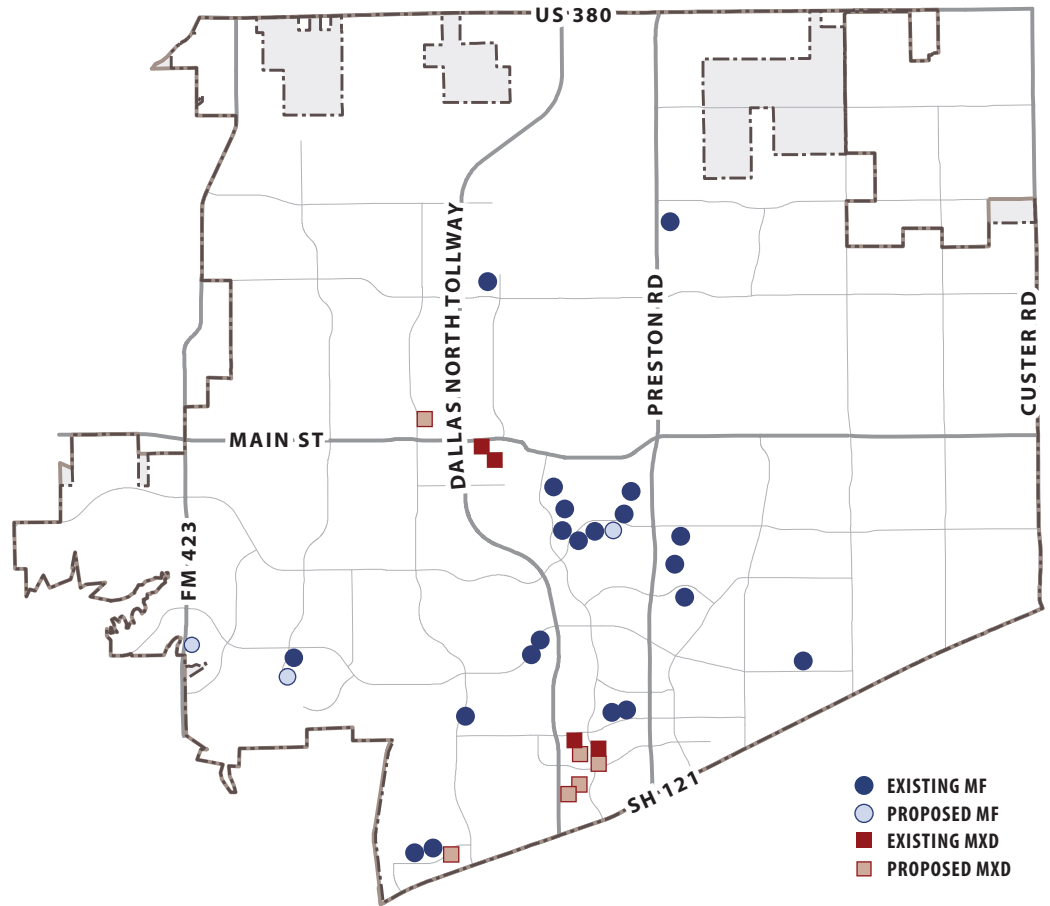 US 380
DALLAS NORTH TOLLWAY
PRESTON RD
CUSTER RD
MAIN ST
FM 423
SH 121
EXISTING MF
PROPOSED MF
EXISTING MXD
PROPOSED MXD